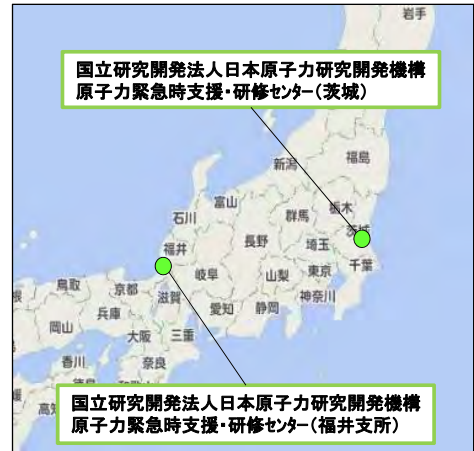 岩手
国立研究開発法人日本原子力研究開発機構
原子力緊急時支援・研修センター(茨城)
新潟
福島
富山
石川
群馬
栃木
茨城
福井
長野
埼玉
岐阜
山梨
東京
千葉
鳥取
京都
滋賀
神奈川
兵庫
愛知
静岡
岡山
大阪
三重
香川
奈良
国立研究開発法人日本原子力研究開発機構
原子力緊急時支援・研修センター(福井支所)